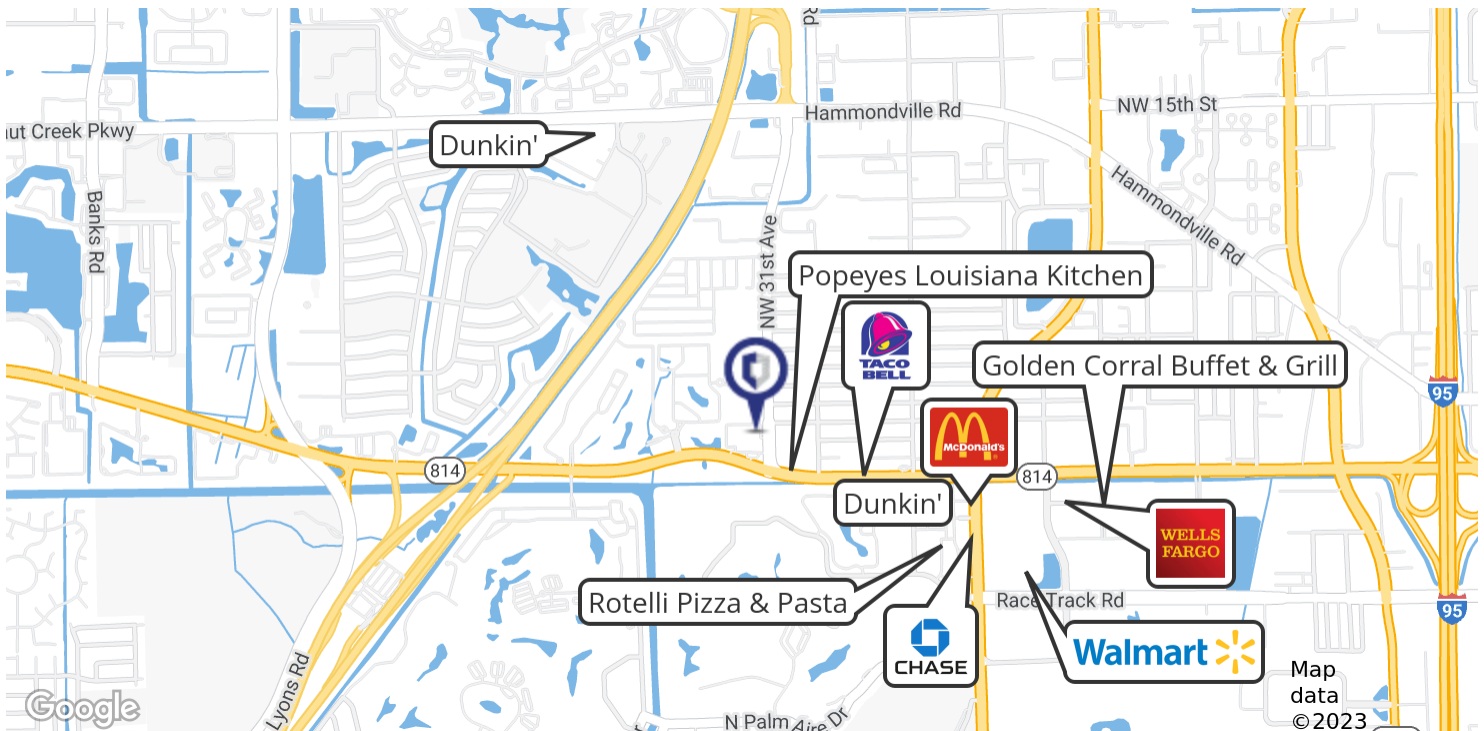 Rd
NW 15th St
Hammondville Rd
ut Creek Pkwy
Dunkin'
Hammondville Rd
Banks Rd
NW 31st Ave
Popeyes Louisiana Kitchen
TACO
BELL
Golden Corral Buffet & Grill
95
McDonald's
814
814
Dunkin'
WELLS
FARGO
Rotelli Pizza & Pasta
Race Track Rd
95
CHASE
Walmart
Lyons Rd
Map
data
©2023
Google
N Palm Aire Dr